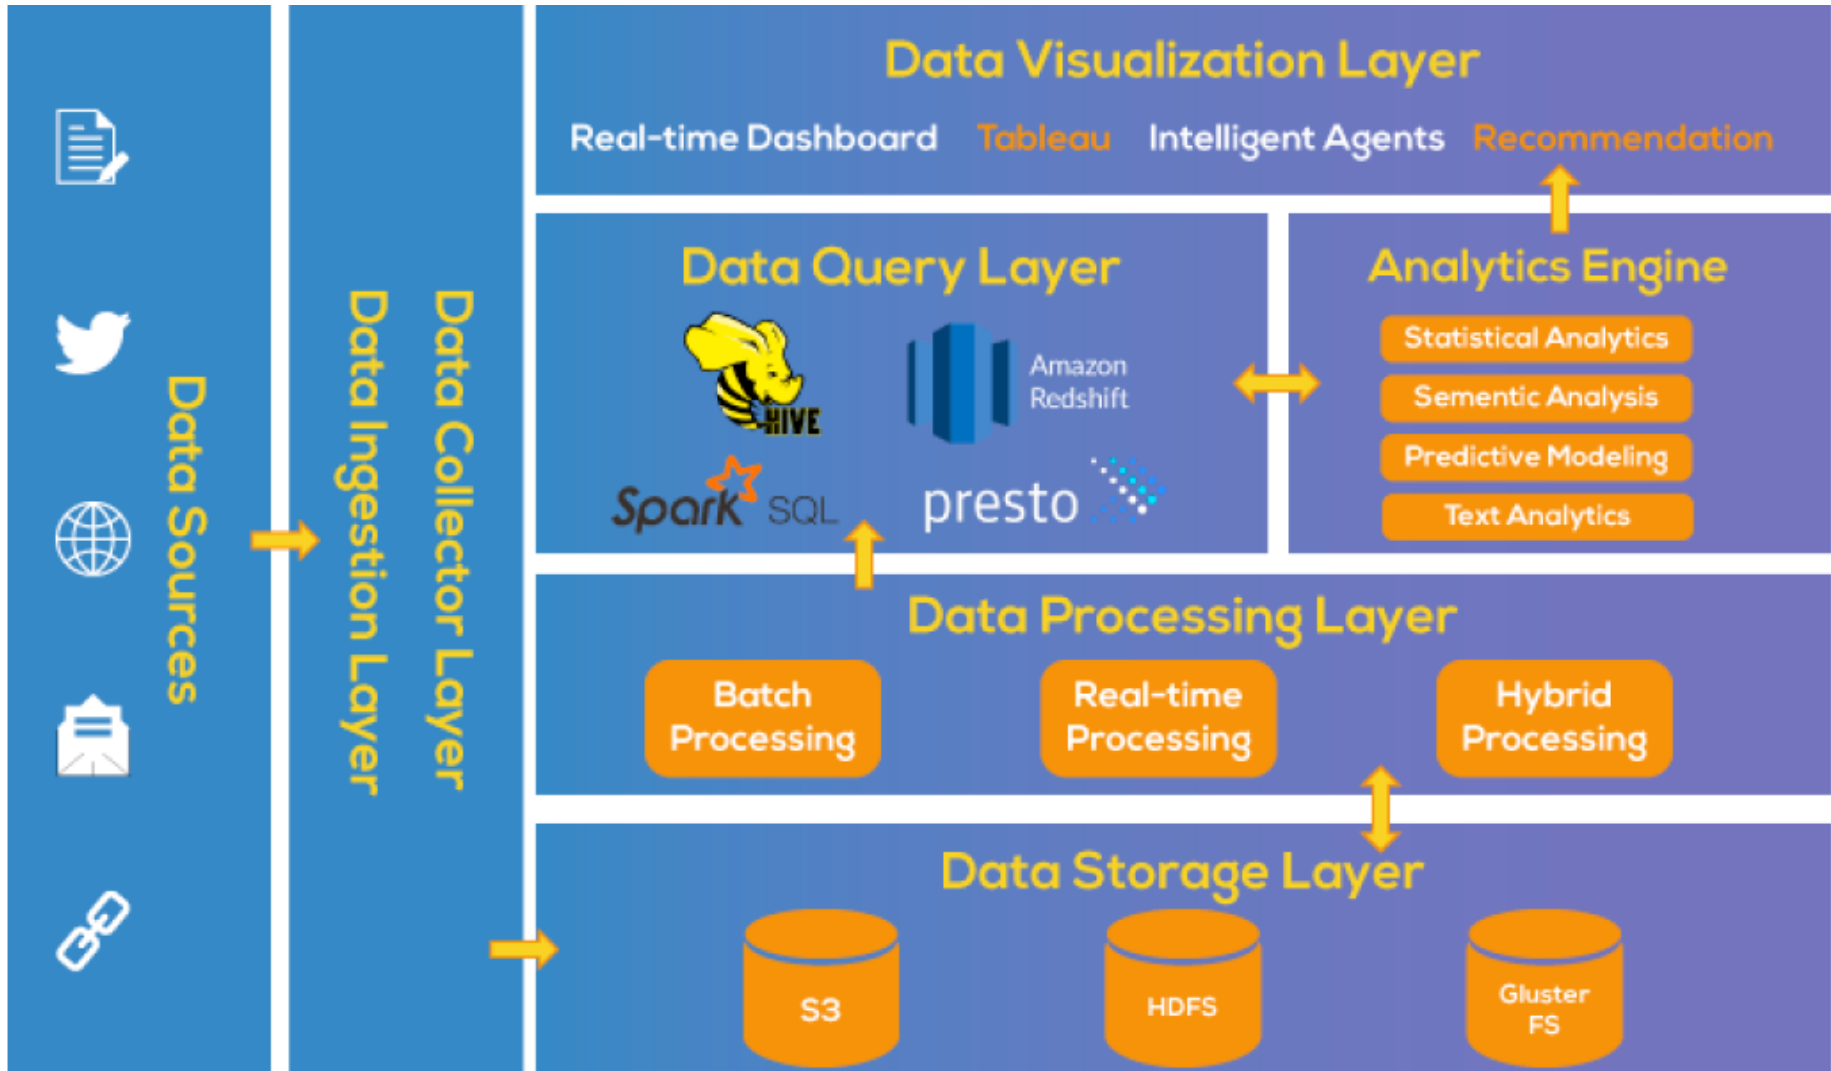 Data Sources
Data Ingestion Layer
Data Collector Layer
Data Visualization Layer
Real-time Dashboard Tableau Intelligent Agents Recommendation
Data Query Layer
HIVE
Amazon
Redshift
Spark SQL
presto
Analytics Engine
Statistical Analytics
Sementic Analysis
Predictive Modeling
Text Analytics
Data Processing Layer
Batch
Processing
Real-time
Processing
Hybrid
Processing
Data Storage Layer
S3
HDFS
Gluster
FS